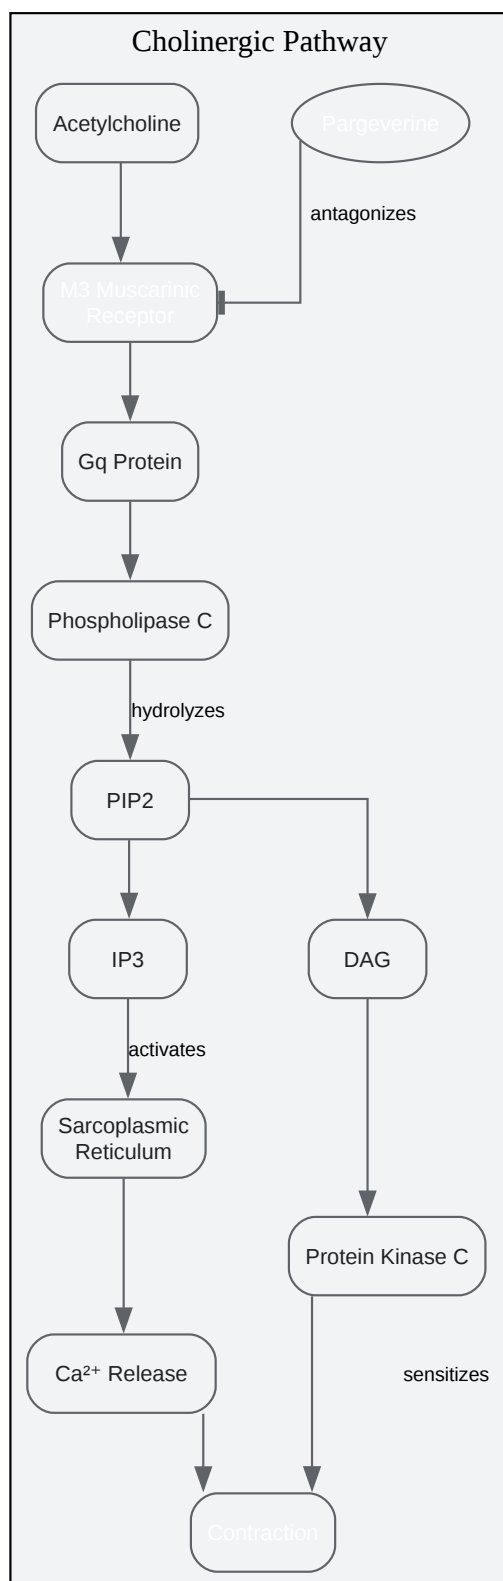 Cholinergic Pathway
Acetylcholine
Pargeverine
antagonizes
M3 Muscarinic
Receptor
Gq Protein
Phospholipase C
hydrolyzes
PIP2
IP3
DAG
activates
Sarcoplasmic
Reticulum
Protein Kinase C
Ca²⁺ Release
sensitizes
Contraction